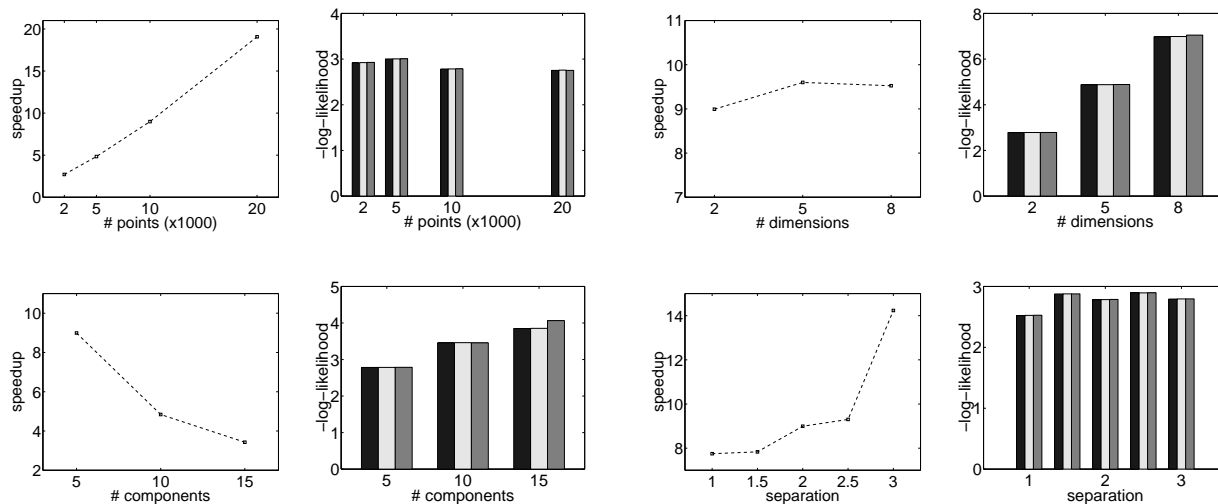 20
15
10
5
0
speedup
2 5 10 20
# points (x1000)
4
3
2
1
0
−log−likelihood
2 5 10 20
# points (x1000)
11
10
9
8
7
speedup
2 5 8
# dimensions
8
6
4
2
0
−log−likelihood
2 5 8
# dimensions
10
8
6
4
2
speedup
5 10 15
# components
5
4
3
2
1
0
−log−likelihood
5 10 15
# components
14
12
10
8
speedup
1 1.5 2 2.5 3
separation
3
2
1
0
−log−likelihood
1 2 3
separation